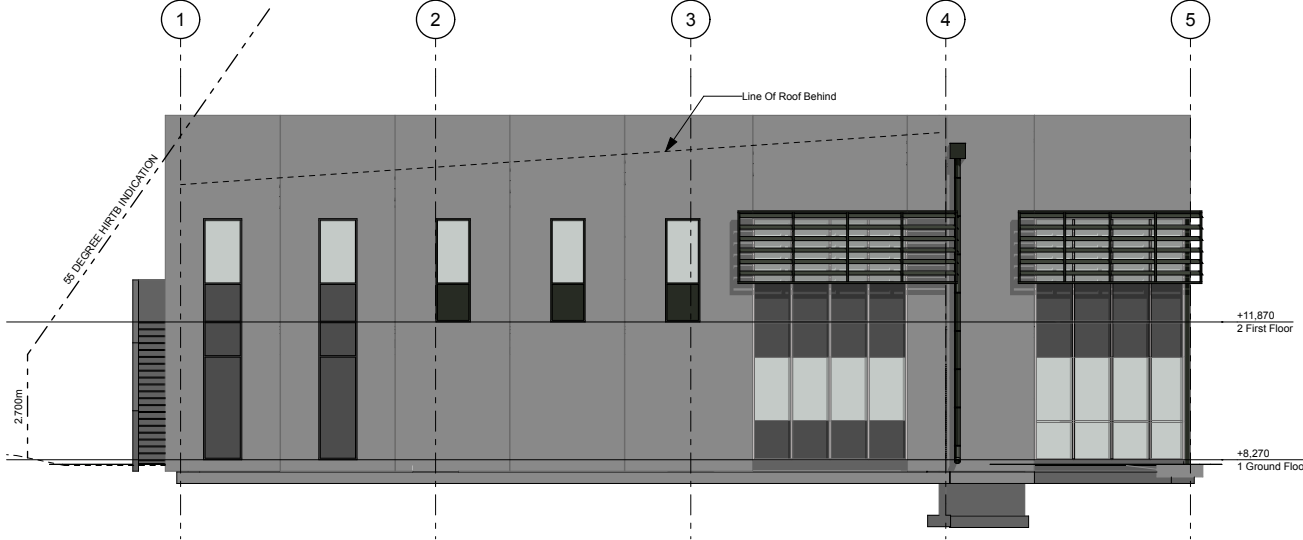 1
2
3
4
5
Line Of Roof Behind
55 DEGREE HIRTB INDICATION
2.700m
+11,870
2 First Floor
+8,270
1 Ground Floo